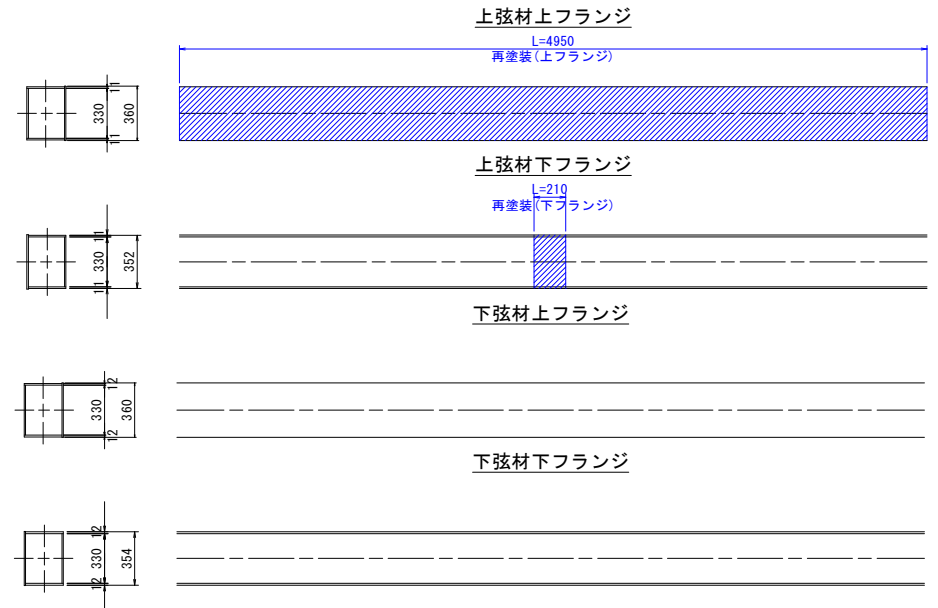 上弦材上フランジ
L=4950
再塗装(上フランジ)
11
330
360
11
上弦材下フランジ
L=210
再塗装(下フランジ)
11
330
352
11
下弦材上フランジ
12
330
360
12
下弦材下フランジ
12
330
354
12